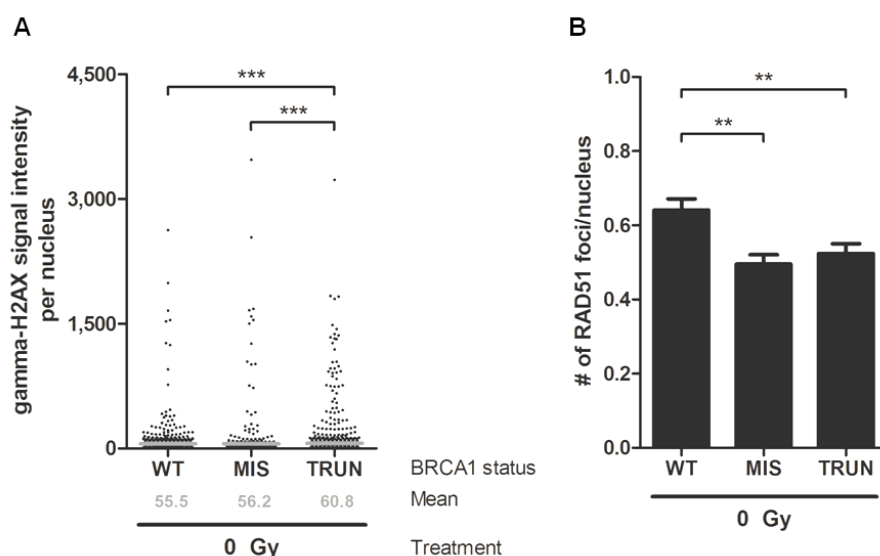 A
gamma-H2AX signal intensity
per nucleus
4,500
3,000
1,500
0
***
***
WT MIS TRUN BRCA1 status
55.5 56.2 60.8 Mean
0 Gy Treatment
B
# of RAD51 foci/nucleus
1.0
0.8
0.6
0.4
0.2
0.0
**
**
WT MIS TRUN
0 Gy